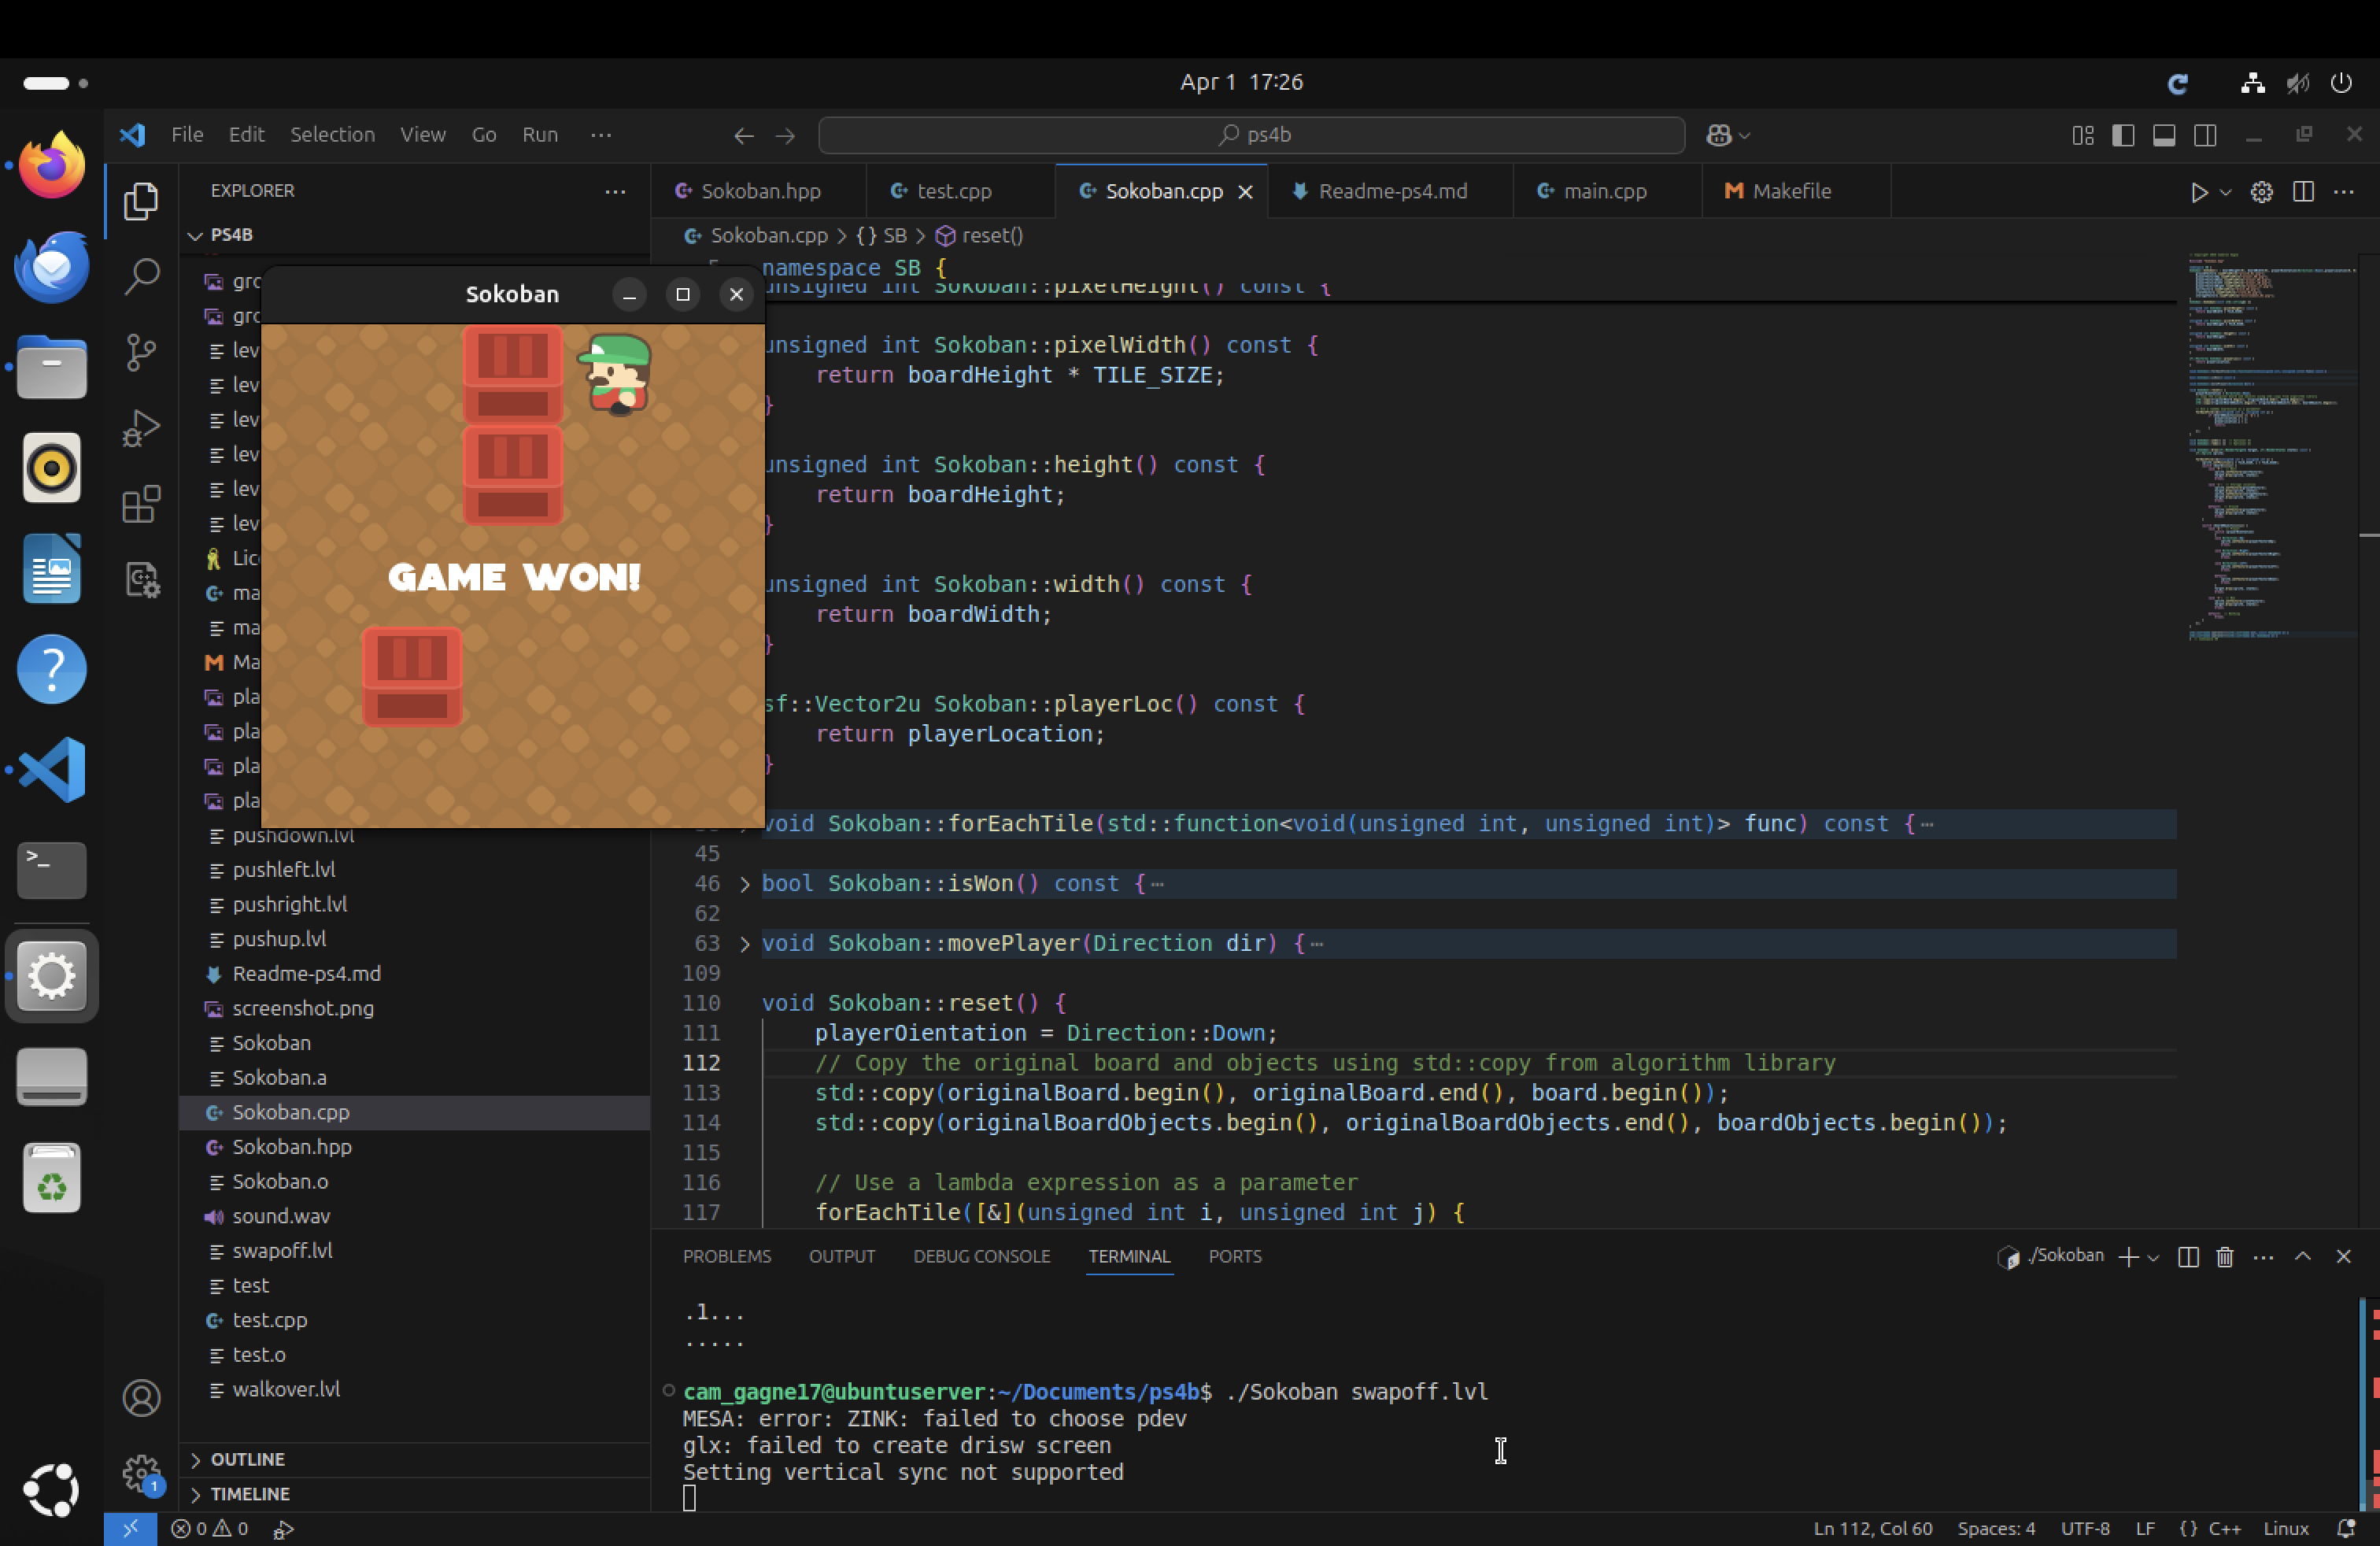 Apr 1 17:26
File Edit Selection View Go Run ···
ps4b
EXPLORER
PS4B
grc
grc
lev
lev
lev
lev
lev
lev
Lic
ma
ma
M Ma
pla
pla
pla
pla
pushdown.lvl
pushleft.lvl
pushright.lvl
pushup.lvl
Readme-ps4.md
screenshot.png
Sokoban
Sokoban.a
Sokoban.cpp
Sokoban.hpp
Sokoban.o
sound.wav
swapoff.lvl
test
test.cpp
test.o
walkover.lvl
OUTLINE
TIMELINE
Sokoban
GAME WON!
Sokoban.hpp test.cpp Sokoban.cpp Readme-ps4.md main.cpp M Makefile
Sokoban.cpp > {} SB > reset()
namespace SB {
unsigned int Sokoban::pixelHeight() const {
unsigned int Sokoban::pixelWidth() const {
return boardHeight * TILE_SIZE;
}
unsigned int Sokoban::height() const {
return boardHeight;
}
unsigned int Sokoban::width() const {
return boardWidth;
}
sf::Vector2u Sokoban::playerLoc() const {
return playerLocation;
}
void Sokoban::forEachTile(std::function<void(unsigned int, unsigned int)> func) const {···
45
46 > bool Sokoban::isWon() const {···
62
63 > void Sokoban::movePlayer(Direction dir) {···
109
110 void Sokoban::reset() {
111 playerOientation = Direction::Down;
112 // Copy the original board and objects using std::copy from algorithm library
113 std::copy(originalBoard.begin(), originalBoard.end(), board.begin());
114 std::copy(originalBoardObjects.begin(), originalBoardObjects.end(), boardObjects.begin());
115
116 // Use a lambda expression as a parameter
117 forEachTile([&](unsigned int i, unsigned int j) {
PROBLEMS OUTPUT DEBUG CONSOLE TERMINAL PORTS
./Sokoban
.1...
.....
cam_gagne17@ubuntuserver:~/Documents/ps4b$ ./Sokoban swapoff.lvl
MESA: error: ZINK: failed to choose pdev
glx: failed to create drisw screen
Setting vertical sync not supported
1
0 0
Ln 112, Col 60 Spaces: 4 UTF-8 LF {} C++ Linux